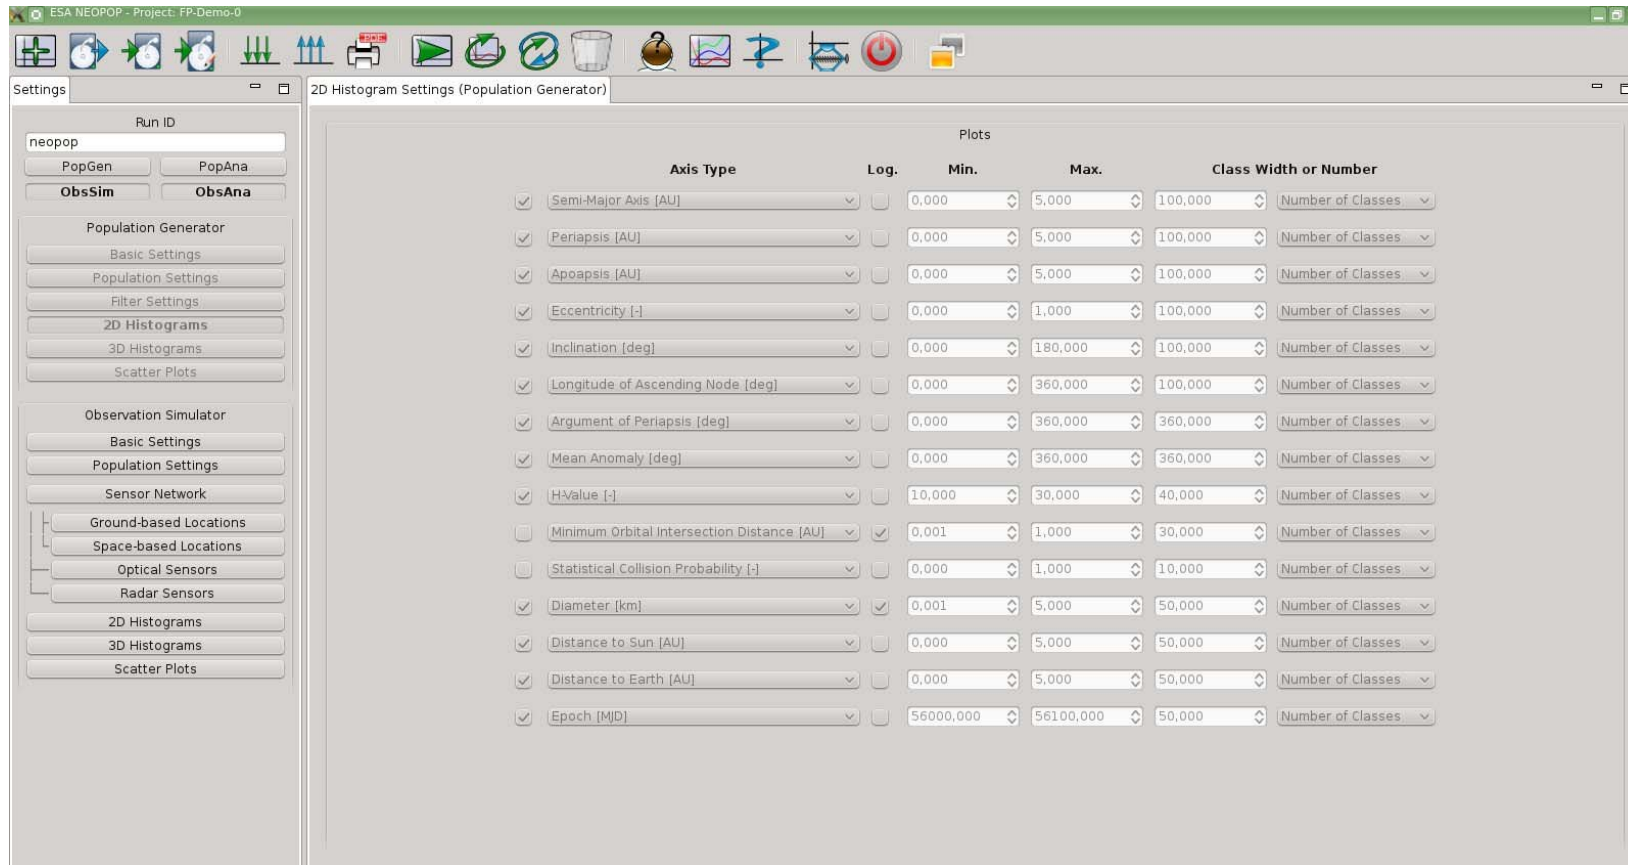 ESA NEOPOP - Project: FP-Demo-0
PDF
Settings
2D Histogram Settings (Population Generator)
Run ID
neopop
PopGen PopAna
ObsSim ObsAna
Population Generator
Basic Settings
Population Settings
Filter Settings
2D Histograms
3D Histograms
Scatter Plots
Observation Simulator
Basic Settings
Population Settings
Sensor Network
Ground-based Locations
Space-based Locations
Optical Sensors
Radar Sensors
2D Histograms
3D Histograms
Scatter Plots
Plots
Axis Type Log. Min. Max. Class Width or Number
Semi-Major Axis [AU] 0,000 5,000 100,000 Number of Classes
Periapsis [AU] 0,000 5,000 100,000 Number of Classes
Apoapsis [AU] 0,000 5,000 100,000 Number of Classes
Eccentricity [-] 0,000 1,000 100,000 Number of Classes
Inclination [deg] 0,000 180,000 100,000 Number of Classes
Longitude of Ascending Node [deg] 0,000 360,000 100,000 Number of Classes
Argument of Periapsis [deg] 0,000 360,000 360,000 Number of Classes
Mean Anomaly [deg] 0,000 360,000 360,000 Number of Classes
H-Value [-] 10,000 30,000 40,000 Number of Classes
Minimum Orbital Intersection Distance [AU] 0,001 1,000 30,000 Number of Classes
Statistical Collision Probability [-] 0,000 1,000 10,000 Number of Classes
Diameter [km] 0,001 5,000 50,000 Number of Classes
Distance to Sun [AU] 0,000 5,000 50,000 Number of Classes
Distance to Earth [AU] 0,000 5,000 50,000 Number of Classes
Epoch [MJD] 56000,000 56100,000 50,000 Number of Classes